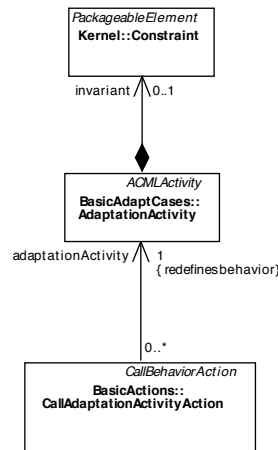 PackageableElement
Kernel::Constraint
invariant
0..1
ACMLActivity
BasicAdaptCases::
AdaptationActivity
adaptationActivity
1
{ redefinesbehavior}
0..*
CallBehaviorAction
BasicActions::
CallAdaptationActivityAction